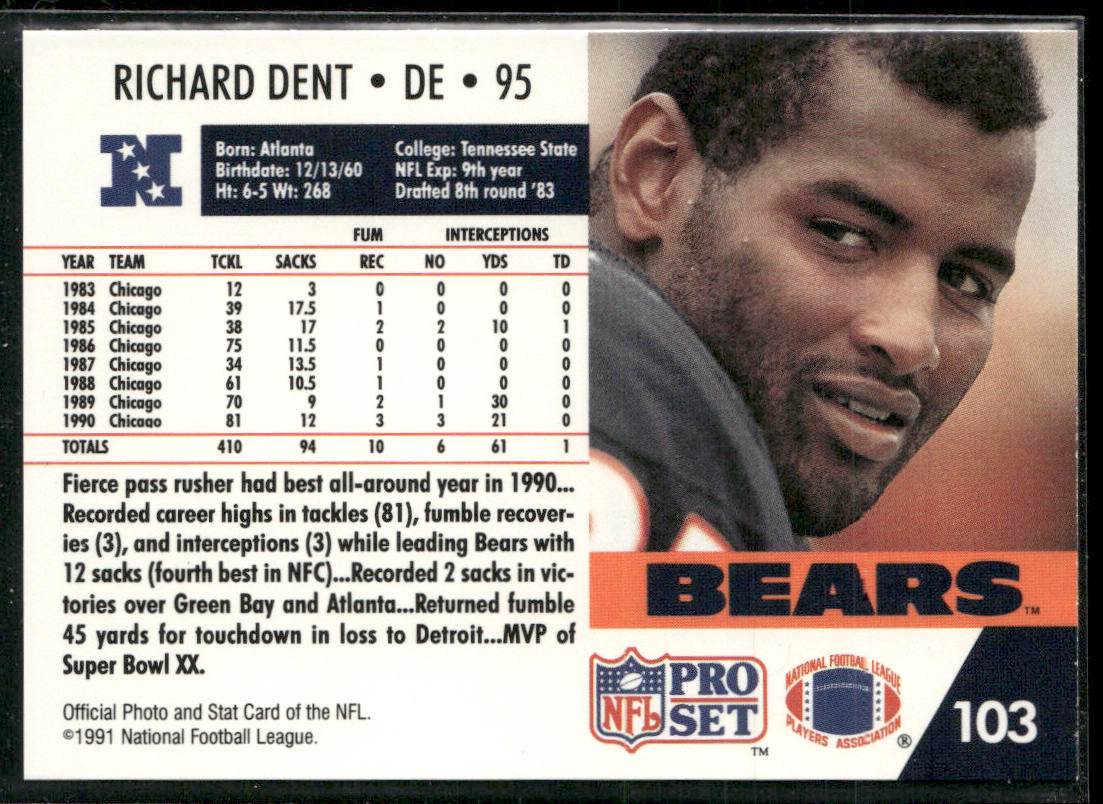 RICHARD DENT • DE • 95
N
Born: Atlanta College: Tennessee State
Birthdate: 12/13/60 NFL Exp: 9th year
Ht: 6-5 Wt: 268 Drafted 8th round '83
FUM INTERCEPTIONS
YEAR TEAM TCKL SACKS REC NO YDS TD
1983 Chicago 12 3 0 0 0 0
1984 Chicago 39 17.5 1 0 0 0
1985 Chicago 38 17 2 2 10 1
1986 Chicago 75 11.5 0 0 0 0
1987 Chicago 34 13.5 1 0 0 0
1988 Chicago 61 10.5 1 0 0 0
1989 Chicago 70 9 2 1 30 0
1990 Chicago 81 12 3 3 21 0
TOTALS 410 94 10 6 61 1
Fierce pass rusher had best all-around year in 1990...
Recorded career highs in tackles (81), fumble recover-
ies (3), and interceptions (3) while leading Bears with
12 sacks (fourth best in NFC)...Recorded 2 sacks in vic-
tories over Green Bay and Atlanta...Returned fumble
45 yards for touchdown in loss to Detroit...MVP of
Super Bowl XX.
Official Photo and Stat Card of the NFL.
©1991 National Football League.
BEARS™
NFL PRO SET™
NATIONAL FOOTBALL LEAGUE
PLAYERS ASSOCIATION®
103